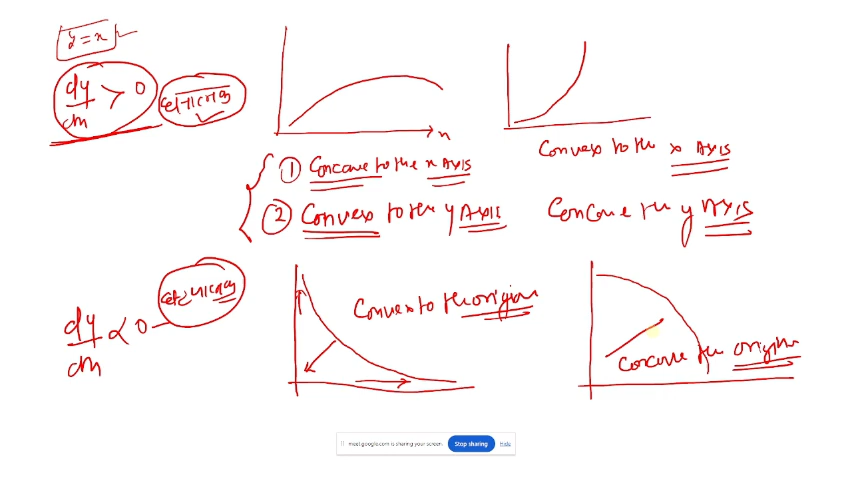 y = x
dy/dx > 0
x
① Concave to the x Axis
② Convex to the y Axis
Convex to the x Axis
Concave the y Axis
dy/dx < 0
Convex to the origin
Concave the origin
meet.google.com is sharing your screen.
Stop sharing
Hide